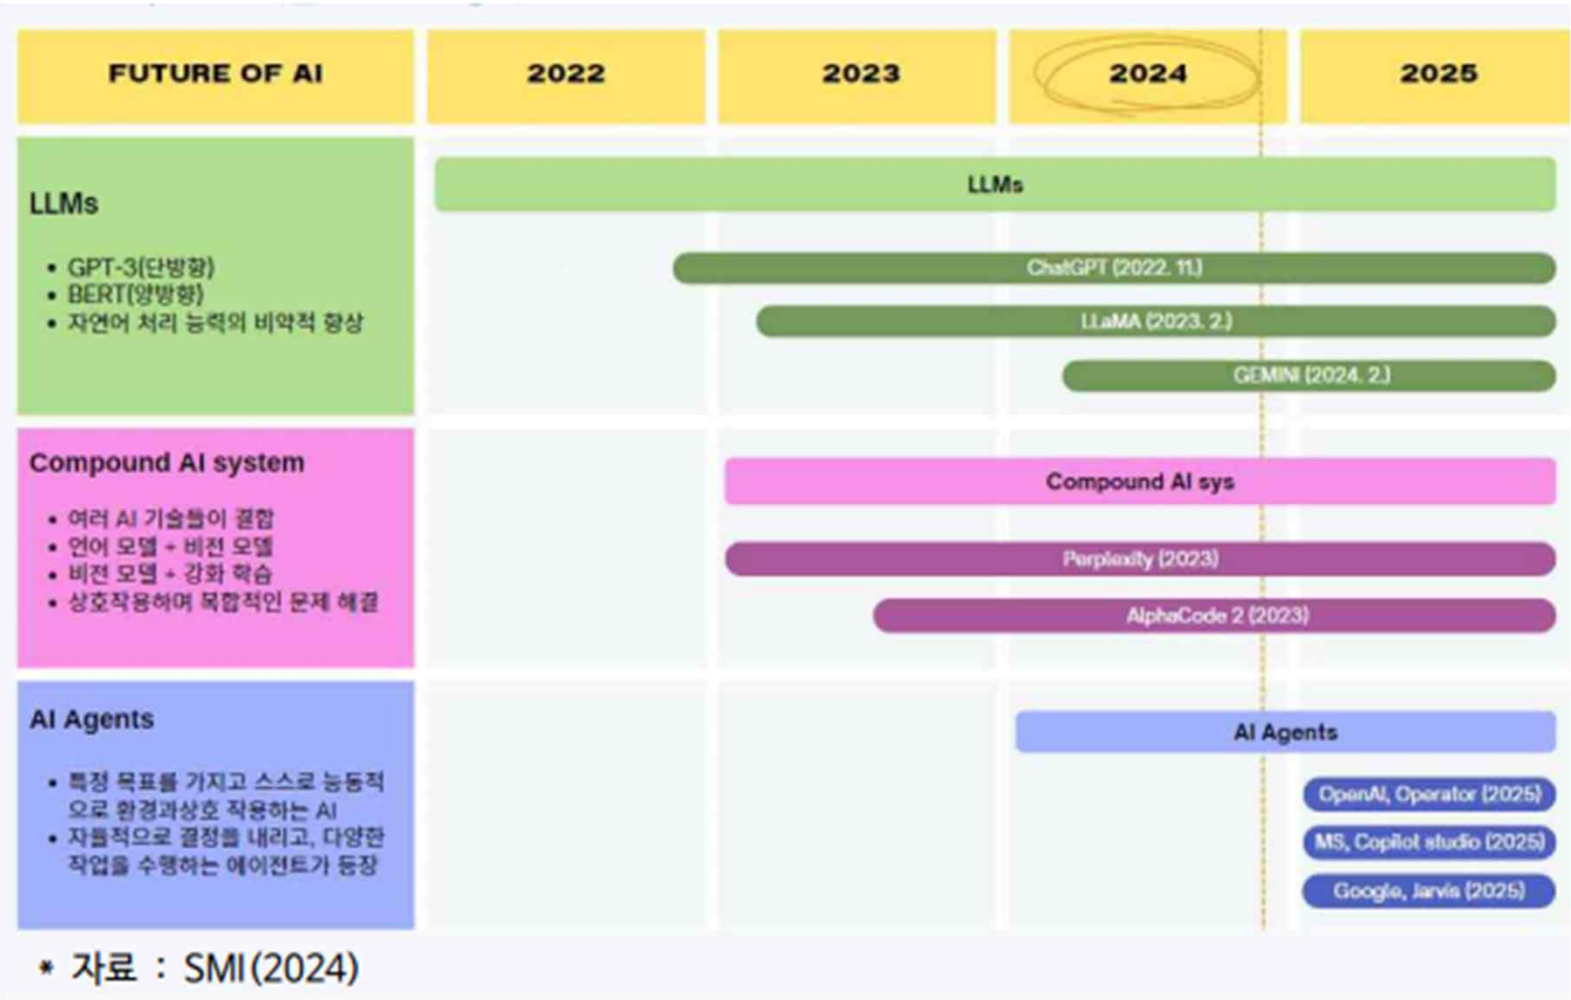 FUTURE OF AI
2022
2023
2024
2025
LLMs
• GPT-3(단방향)
• BERT(양방향)
• 자연어 처리 능력의 비약적 향상
LLMs
ChatGPT (2022. 11.)
LLaMA (2023. 2.)
GEMINI (2024. 2.)
Compound AI system
• 여러 AI 기술들이 결합
• 언어 모델 + 비전 모델
• 비전 모델 + 강화 학습
• 상호작용하며 복합적인 문제 해결
Compound AI sys
Perplexity (2023)
AlphaCode 2 (2023)
AI Agents
• 특정 목표를 가지고 스스로 능동적
으로 환경과상호 작용하는 AI
• 자율적으로 결정을 내리고, 다양한
작업을 수행하는 에이전트가 등장
AI Agents
OpenAI, Operator (2025)
MS, Copilot studio (2025)
Google, Jarvis (2025)
* 자료 : SMI(2024)